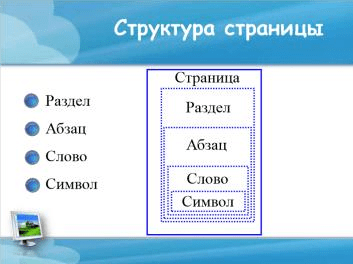 Структура страницы
Раздел
Абзац
Слово
Символ
Страница
Раздел
Абзац
Слово
Символ